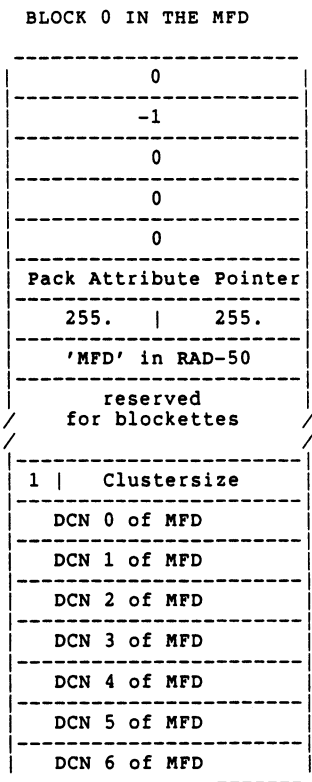 BLOCK 0 IN THE MFD
0
-1
0
0
0
Pack Attribute Pointer
255. | 255.
'MFD' in RAD-50
reserved
for blockettes
1 | Clustersize
DCN 0 of MFD
DCN 1 of MFD
DCN 2 of MFD
DCN 3 of MFD
DCN 4 of MFD
DCN 5 of MFD
DCN 6 of MFD